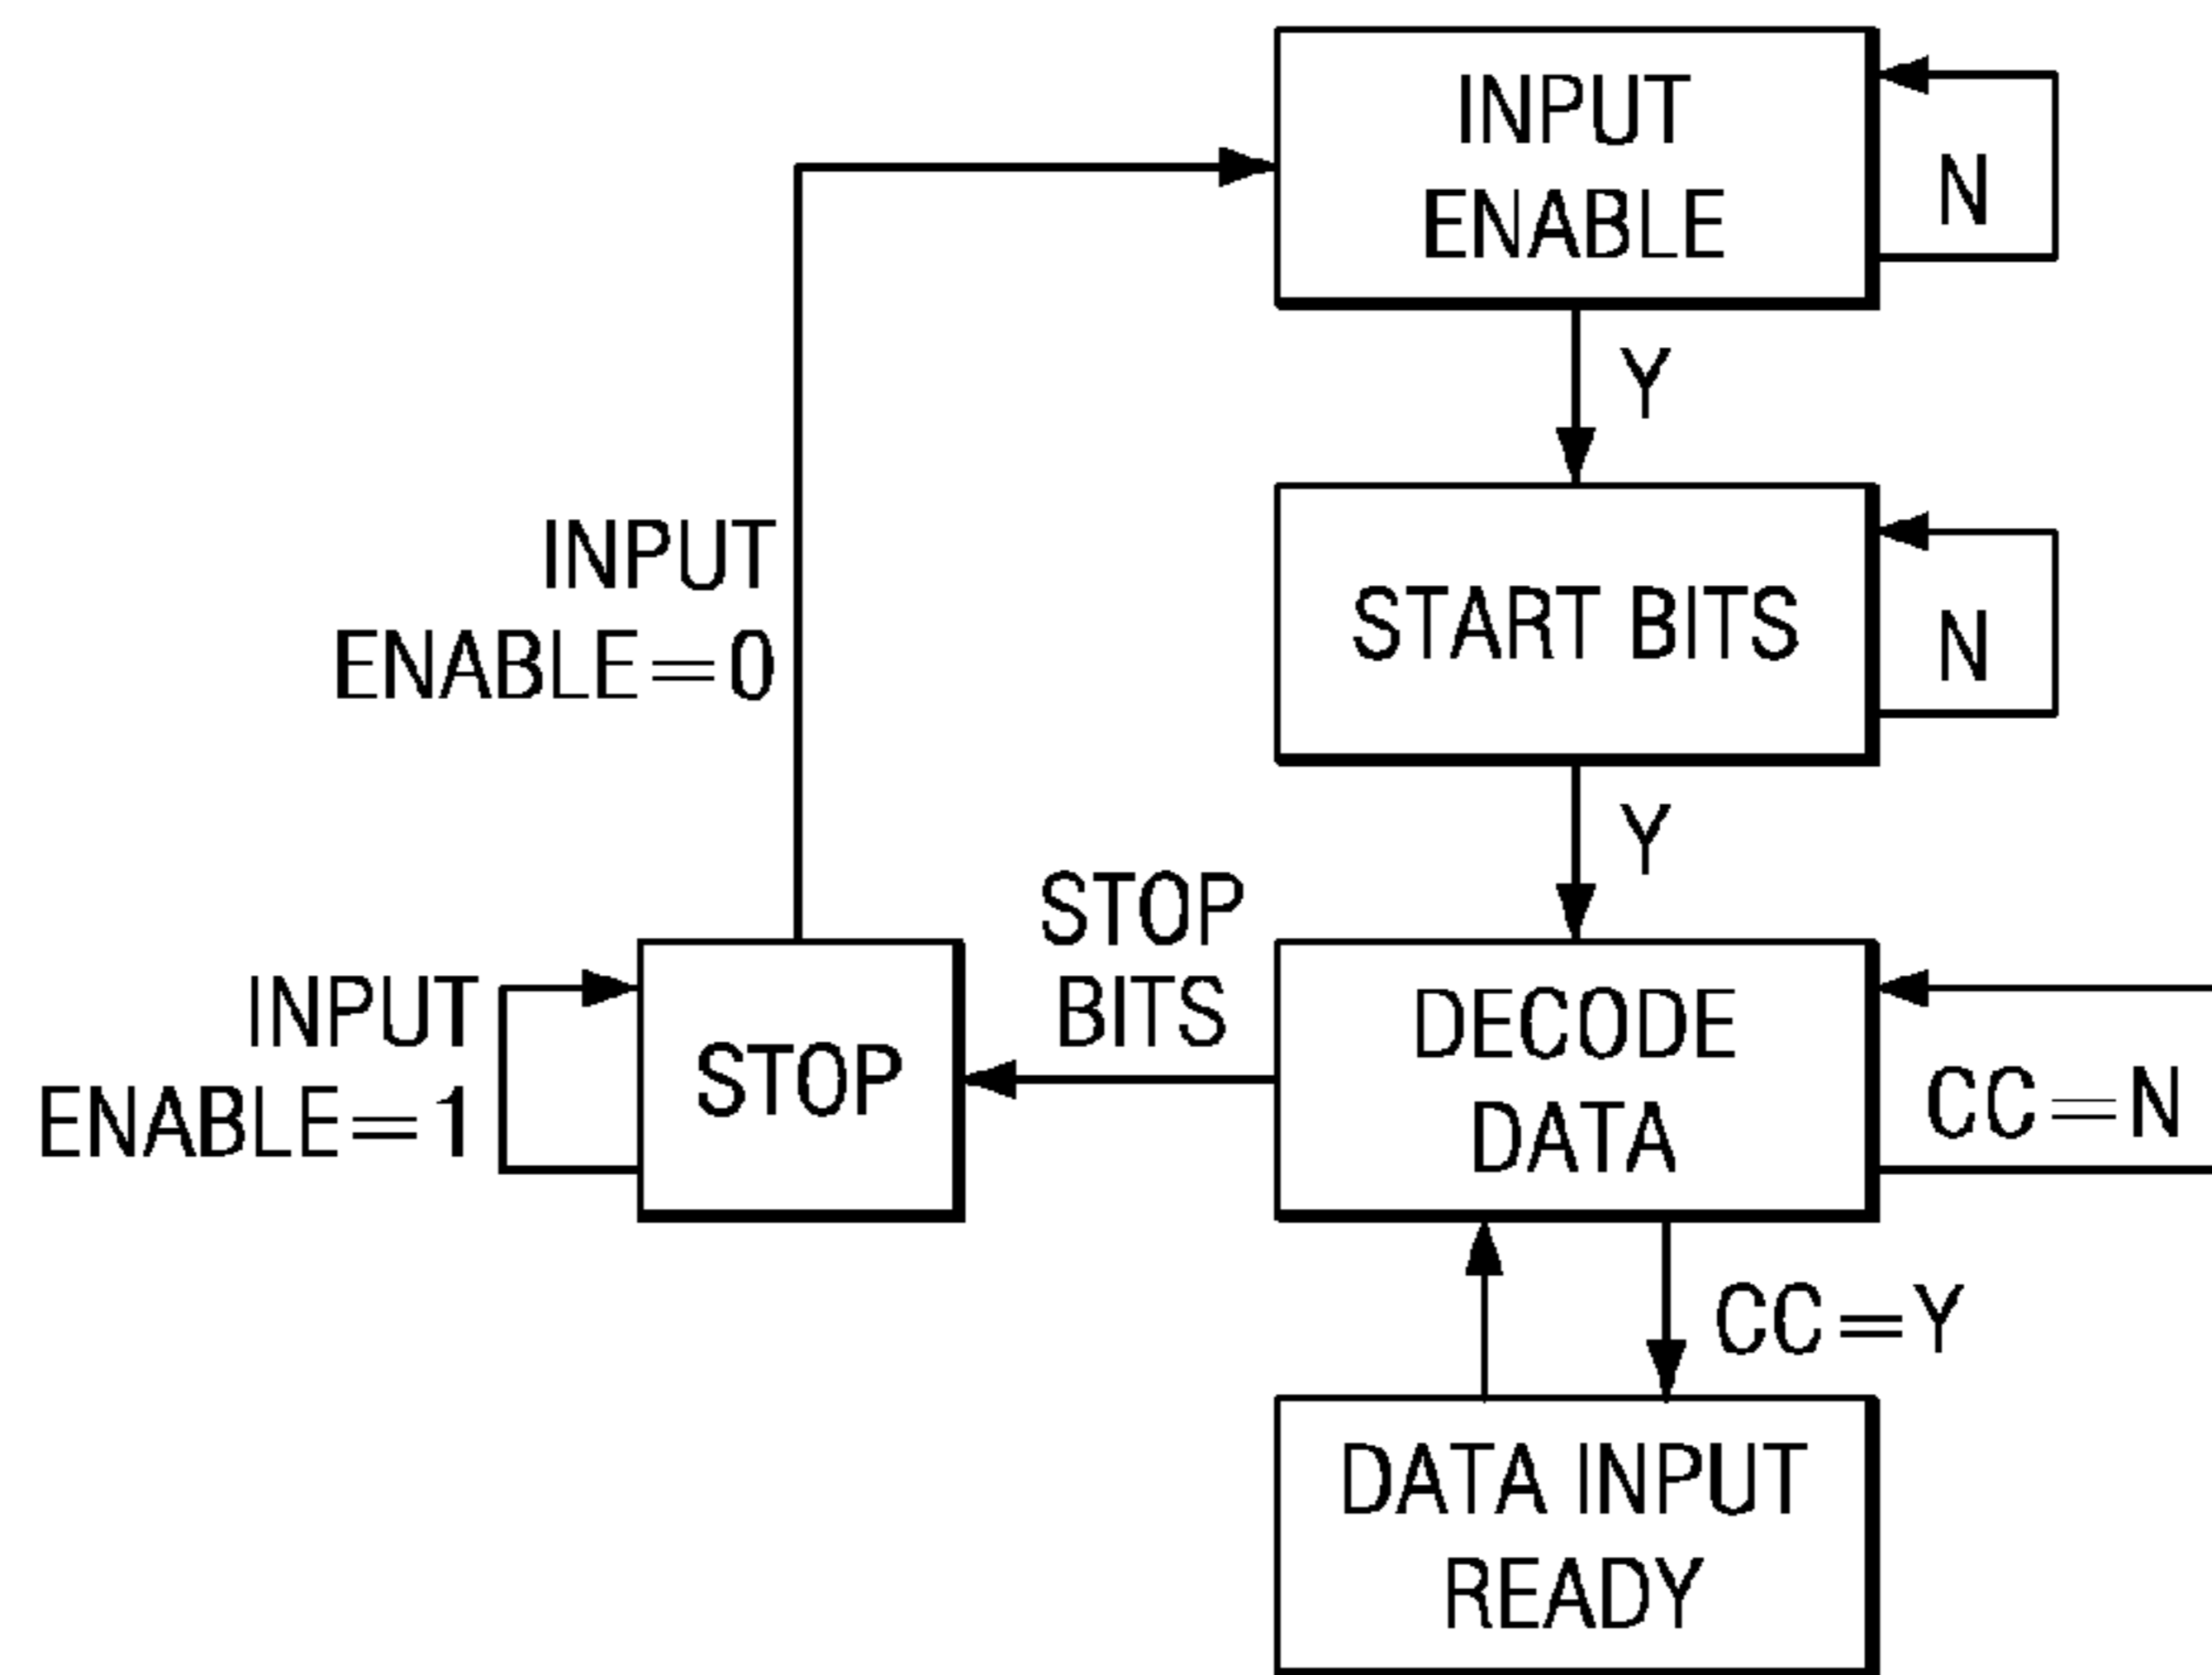 INPUT
ENABLE
N
Y
INPUT
ENABLE=0
START BITS
N
Y
STOP
BITS
INPUT
ENABLE=1
STOP
DECODE
DATA
CC=N
CC=Y
DATA INPUT
READY